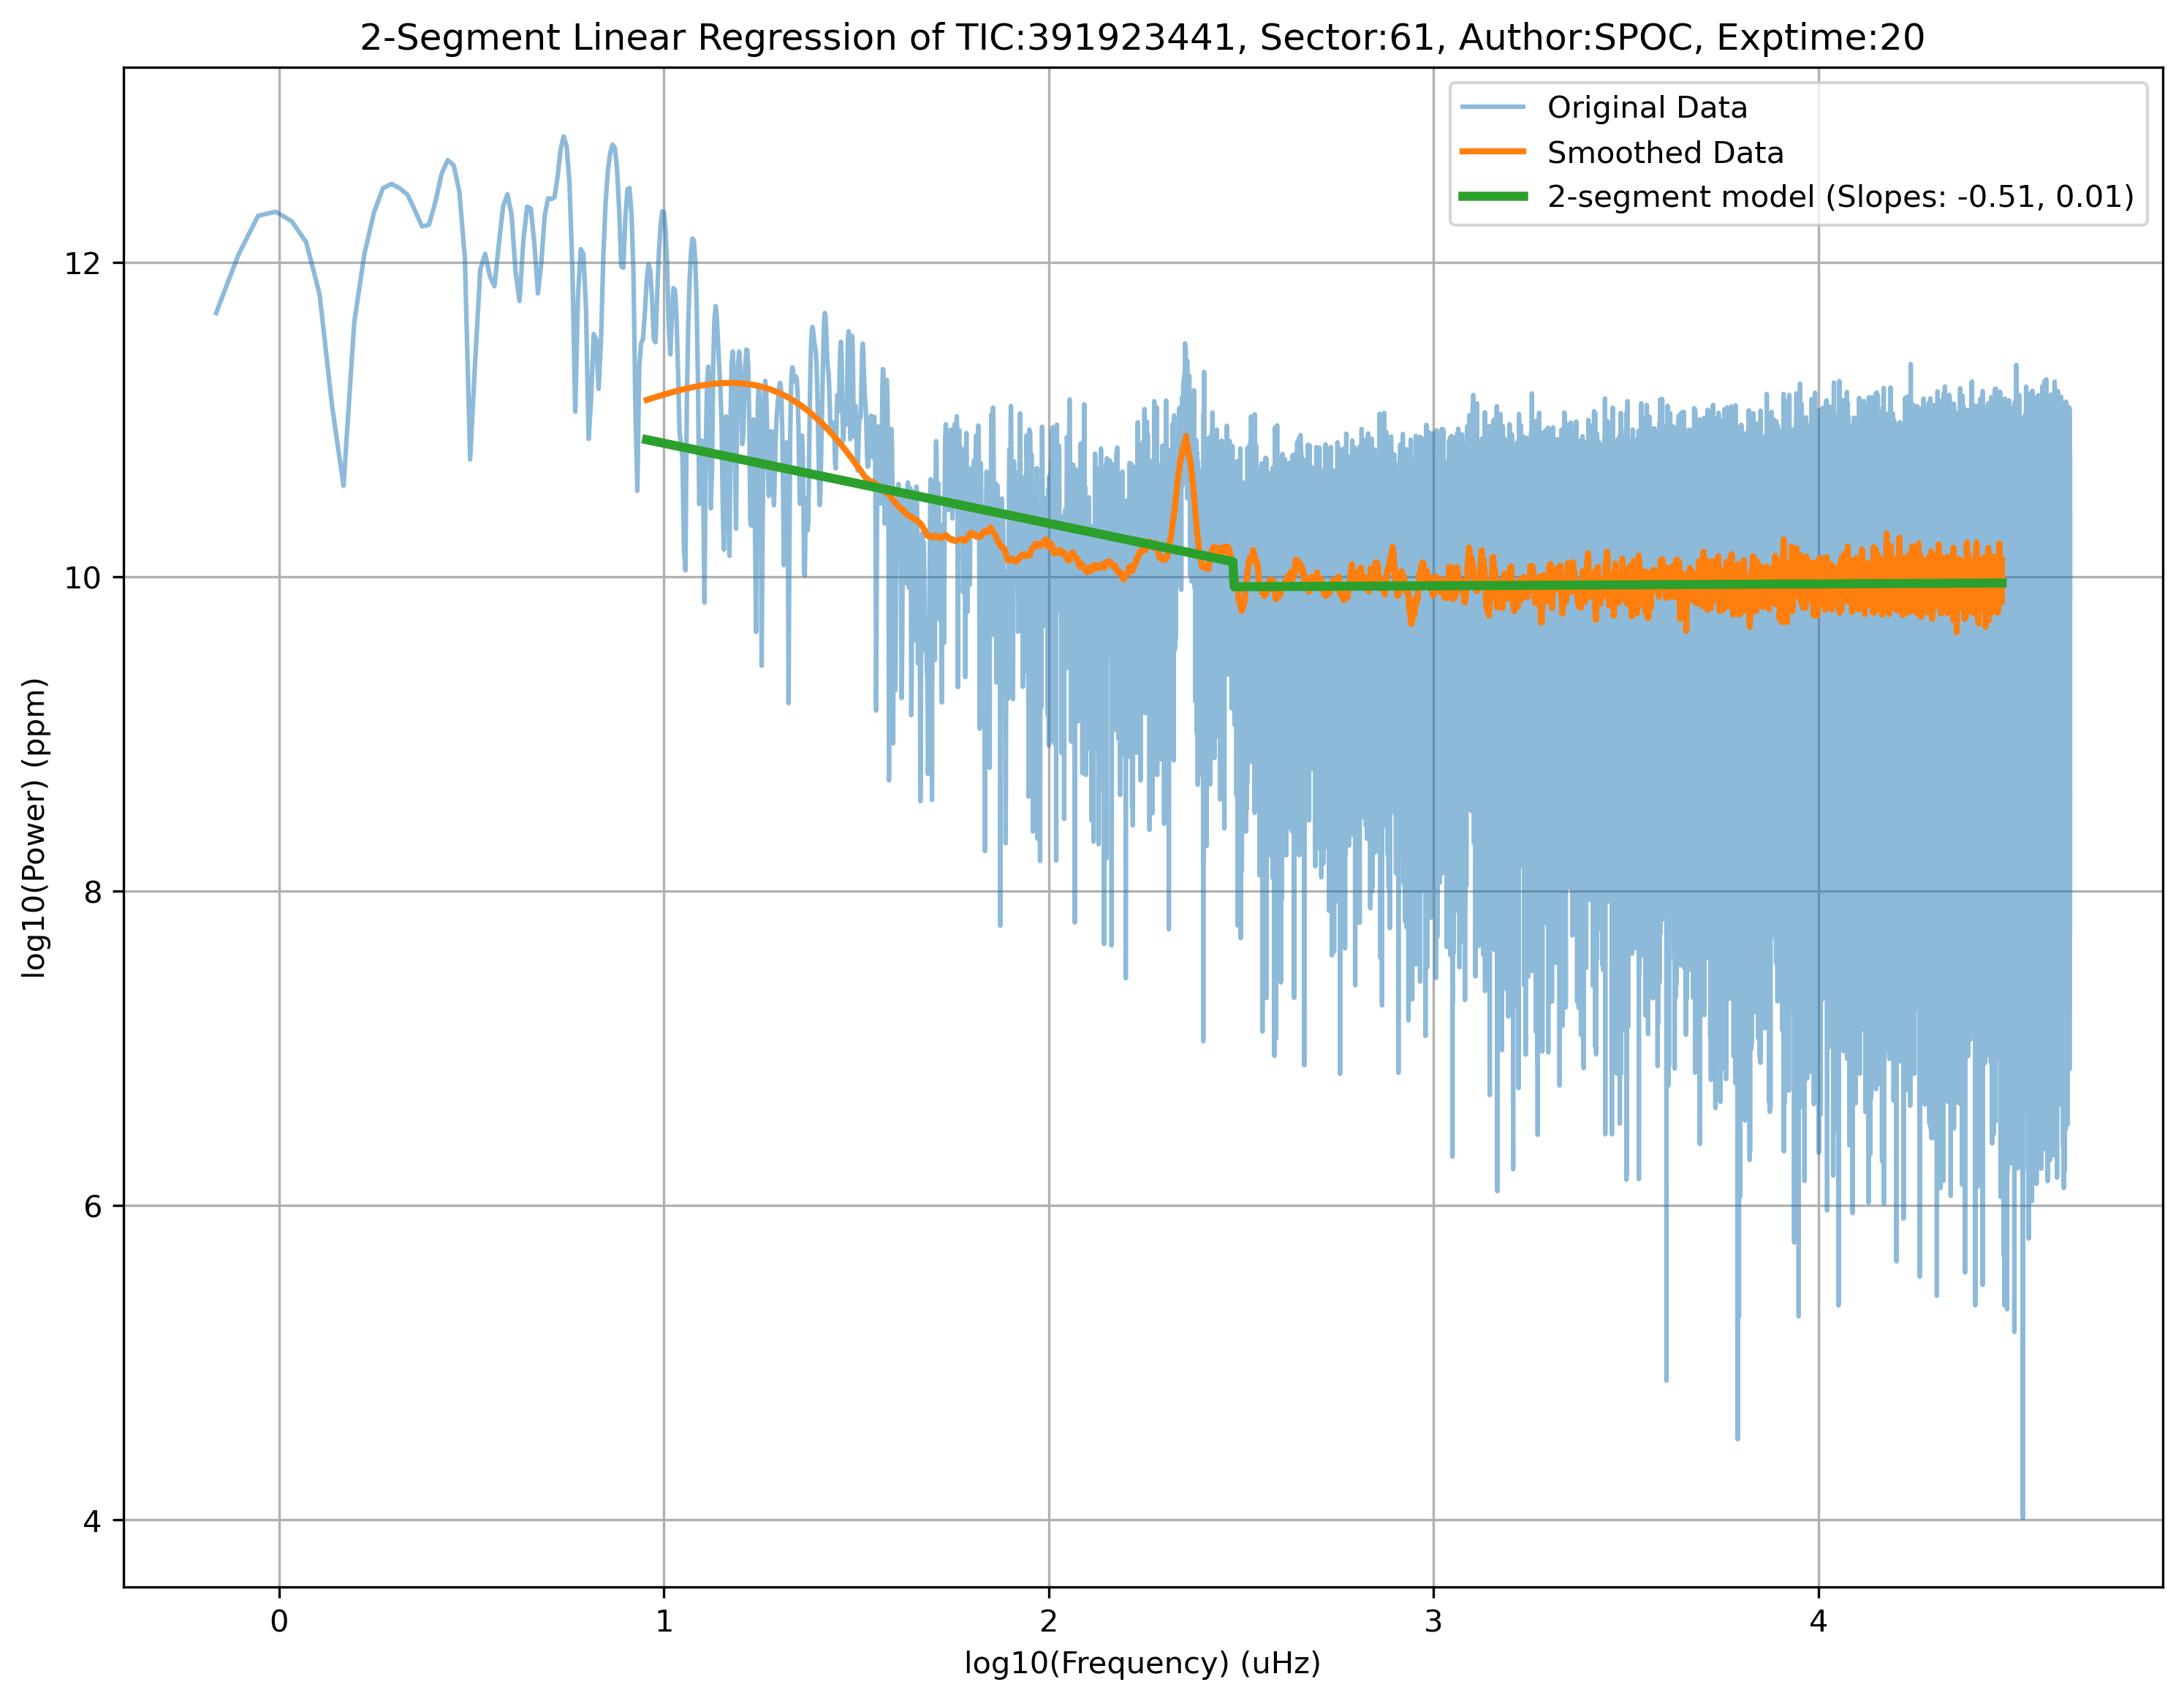 2-Segment Linear Regression of TIC:391923441, Sector:61, Author:SPOC, Exptime:20
Original Data
Smoothed Data
2-segment model (Slopes: -0.51, 0.01)
log10(Power) (ppm)
12
10
8
6
4
0 1 2 3 4
log10(Frequency) (uHz)